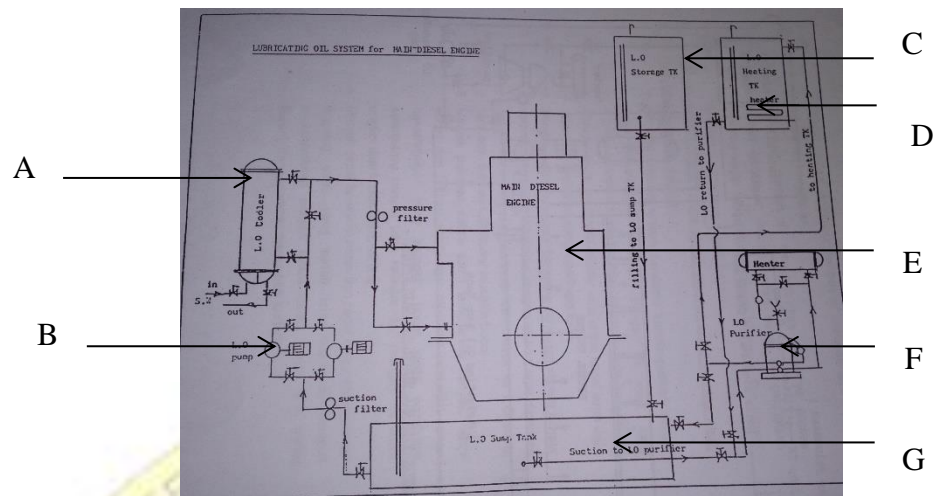 LUBRICATING OIL SYSTEM for MAIN DIESEL ENGINE
A
B
C
D
E
F
G
L.O
Storage TK
L.O
Heating
TK
heater
L.O Cooler
in
S.W
out
L.O
pump
suction
filter
pressure
filter
MAIN DIESEL
ENGINE
filling to LO sump TK
LO return to purifier
to heating TK
Heater
LO
Purifier
L.O Sump Tank
Suction to LO purifier